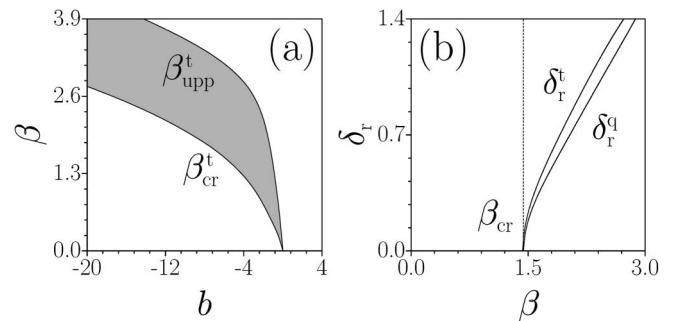 3.9
2.6
1.3
0.0
-20
-12
-4
4
β
b
(a)
β^t_upp
β^t_cr
1.4
0.7
0.0
0.0
1.5
3.0
δ_r
β
(b)
δ^t_r
δ^q_r
β_cr